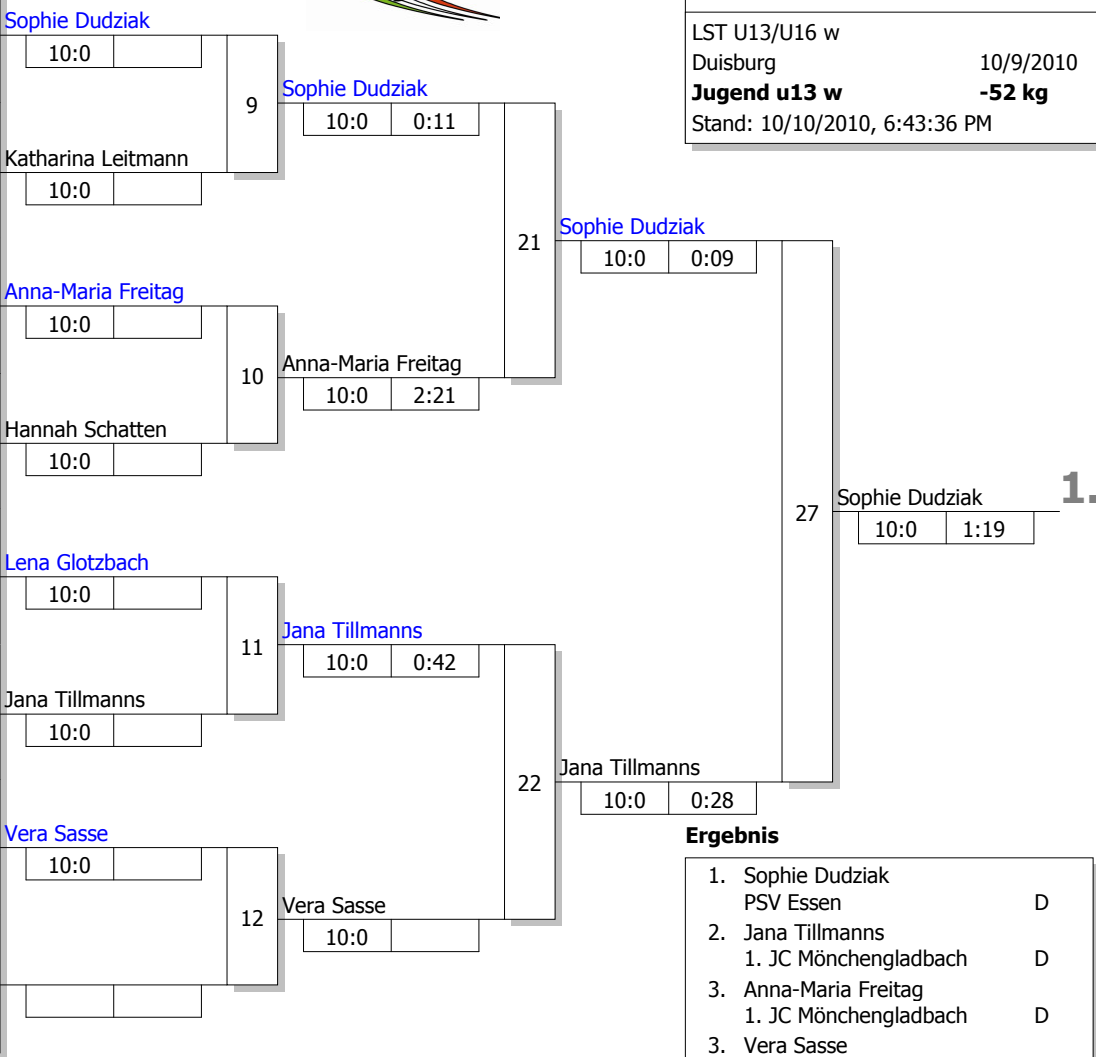 Sophie Dudziak
10:0
9
Katharina Leitmann
10:0
Sophie Dudziak
10:0 0:11
LST U13/U16 w
Duisburg 10/9/2010
Jugend u13 w -52 kg
Stand: 10/10/2010, 6:43:36 PM
21
Sophie Dudziak
10:0 0:09
Anna-Maria Freitag
10:0
10
Anna-Maria Freitag
10:0 2:21
Hannah Schatten
10:0
27
Sophie Dudziak 1.
10:0 1:19
Lena Glotzbach
10:0
11
Jana Tillmanns
10:0 0:42
Jana Tillmanns
10:0
22
Jana Tillmanns
10:0 0:28
Vera Sasse
10:0
12
Vera Sasse
10:0
Ergebnis
1. Sophie Dudziak
PSV Essen D
2. Jana Tillmanns
1. JC Mönchengladbach D
3. Anna-Maria Freitag
1. JC Mönchengladbach D
3. Vera Sasse